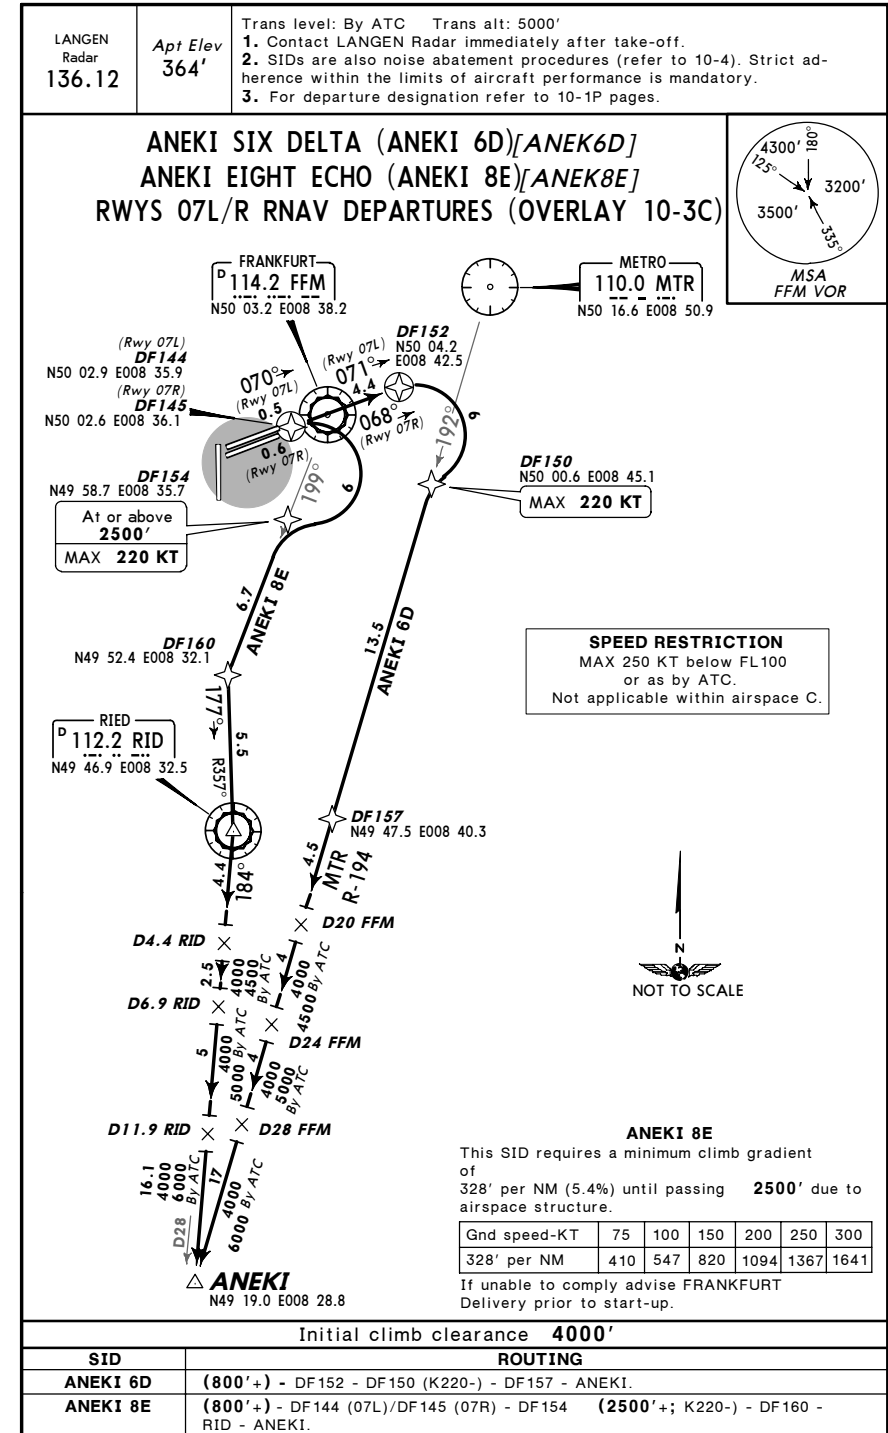 LANGEN
Radar
136.12
Apt Elev
364'
Trans level: By ATC Trans alt: 5000'
1. Contact LANGEN Radar immediately after take-off.
2. SIDs are also noise abatement procedures (refer to 10-4). Strict ad-
herence within the limits of aircraft performance is mandatory.
3. For departure designation refer to 10-1P pages.
ANEKI SIX DELTA (ANEKI 6D)[ANEK6D]
ANEKI EIGHT ECHO (ANEKI 8E)[ANEK8E]
RWYS 07L/R RNAV DEPARTURES (OVERLAY 10-3C)
4300'
180°
125°
3200'
3500'
335°
MSA
FFM VOR
FRANKFURT
D 114.2 FFM
N50 03.2 E008 38.2
METRO
110.0 MTR
N50 16.6 E008 50.9
(Rwy 07L)
DF144
N50 02.9 E008 35.9
(Rwy 07R)
DF145
N50 02.6 E008 36.1
070°
(Rwy 07L)
0.5
0.6
(Rwy 07R)
(Rwy 07L)
071°
4.4
068°
(Rwy 07R)
DF152
N50 04.2
E008 42.5
9
192°
DF150
N50 00.6 E008 45.1
MAX 220 KT
DF154
N49 58.7 E008 35.7
At or above
2500'
MAX 220 KT
199°
9
6.7
ANEKI 8E
13.5
ANEKI 6D
DF160
N49 52.4 E008 32.1
177°
5.5
R357°
SPEED RESTRICTION
MAX 250 KT below FL100
or as by ATC.
Not applicable within airspace C.
RIED
D 112.2 RID
N49 46.9 E008 32.5
DF157
N49 47.5 E008 40.3
4.4
184°
4.5
MTR
R-194
D20 FFM
D4.4 RID
2.5
4000
4500
By ATC
4
4000
4500 By ATC
N
NOT TO SCALE
D6.9 RID
D24 FFM
5
4000
5000 By ATC
4
4000
5000
By ATC
D11.9 RID
D28 FFM
16.1
4000
6000
By ATC
17
4000
6000 By ATC
D28
ANEKI
N49 19.0 E008 28.8
ANEKI 8E
This SID requires a minimum climb gradient
of
328' per NM (5.4%) until passing 2500' due to
airspace structure.
Gnd speed-KT 75 100 150 200 250 300
328' per NM 410 547 820 1094 1367 1641
If unable to comply advise FRANKFURT
Delivery prior to start-up.
Initial climb clearance 4000'
SID ROUTING
ANEKI 6D (800'+) - DF152 - DF150 (K220-) - DF157 - ANEKI.
ANEKI 8E (800'+) - DF144 (07L)/DF145 (07R) - DF154 (2500'+; K220-) - DF160 -
RID - ANEKI.